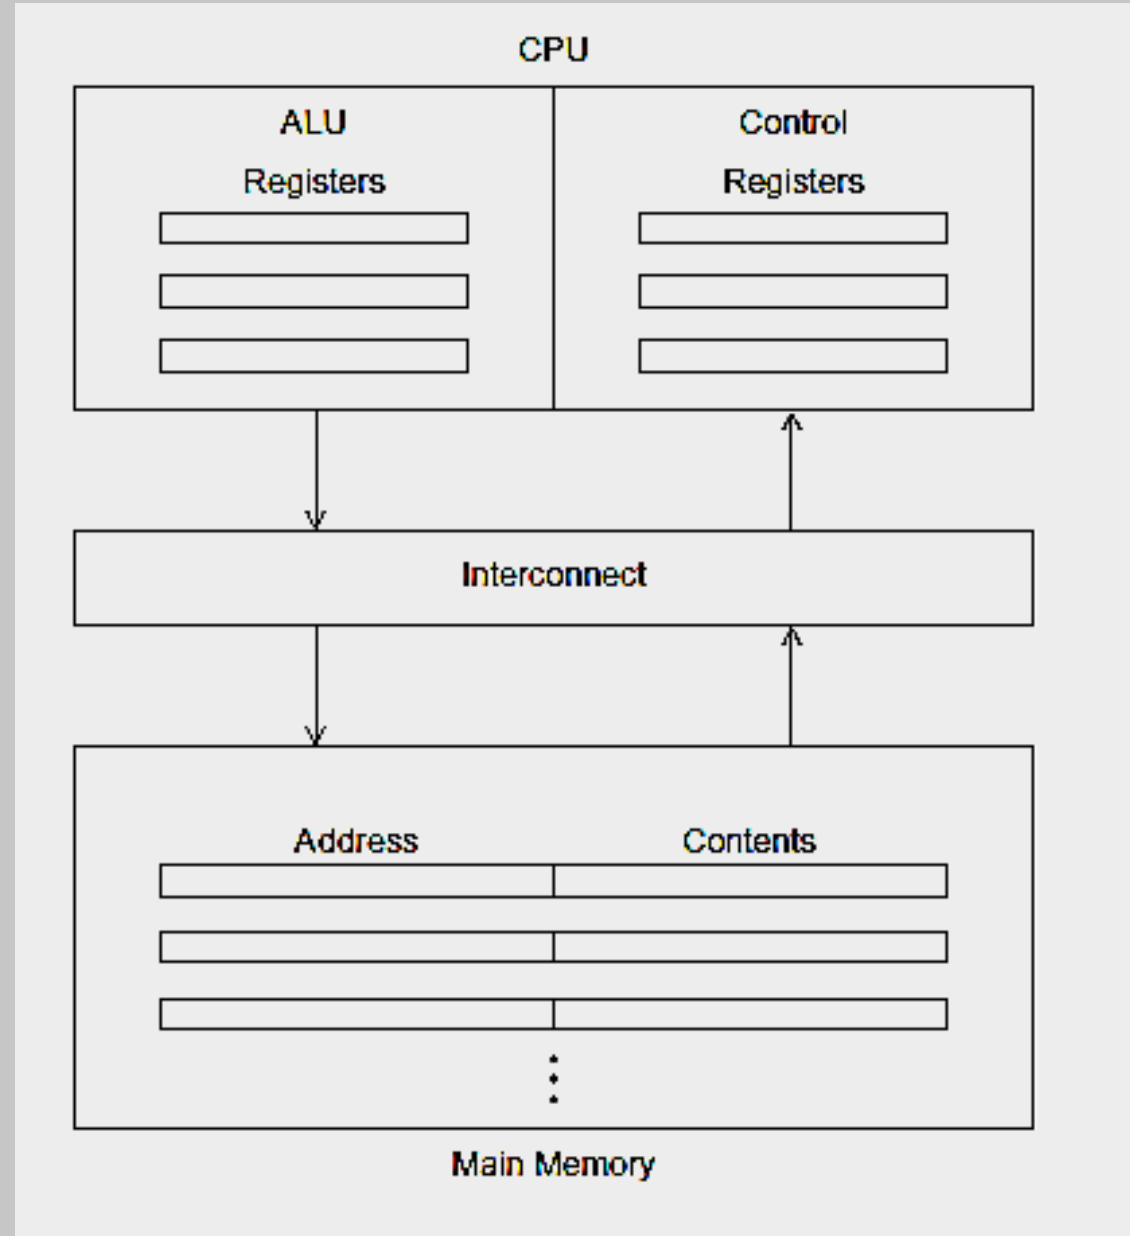 CPU
ALU
Control
Registers
Registers
Interconnect
Address
Contents
Main Memory